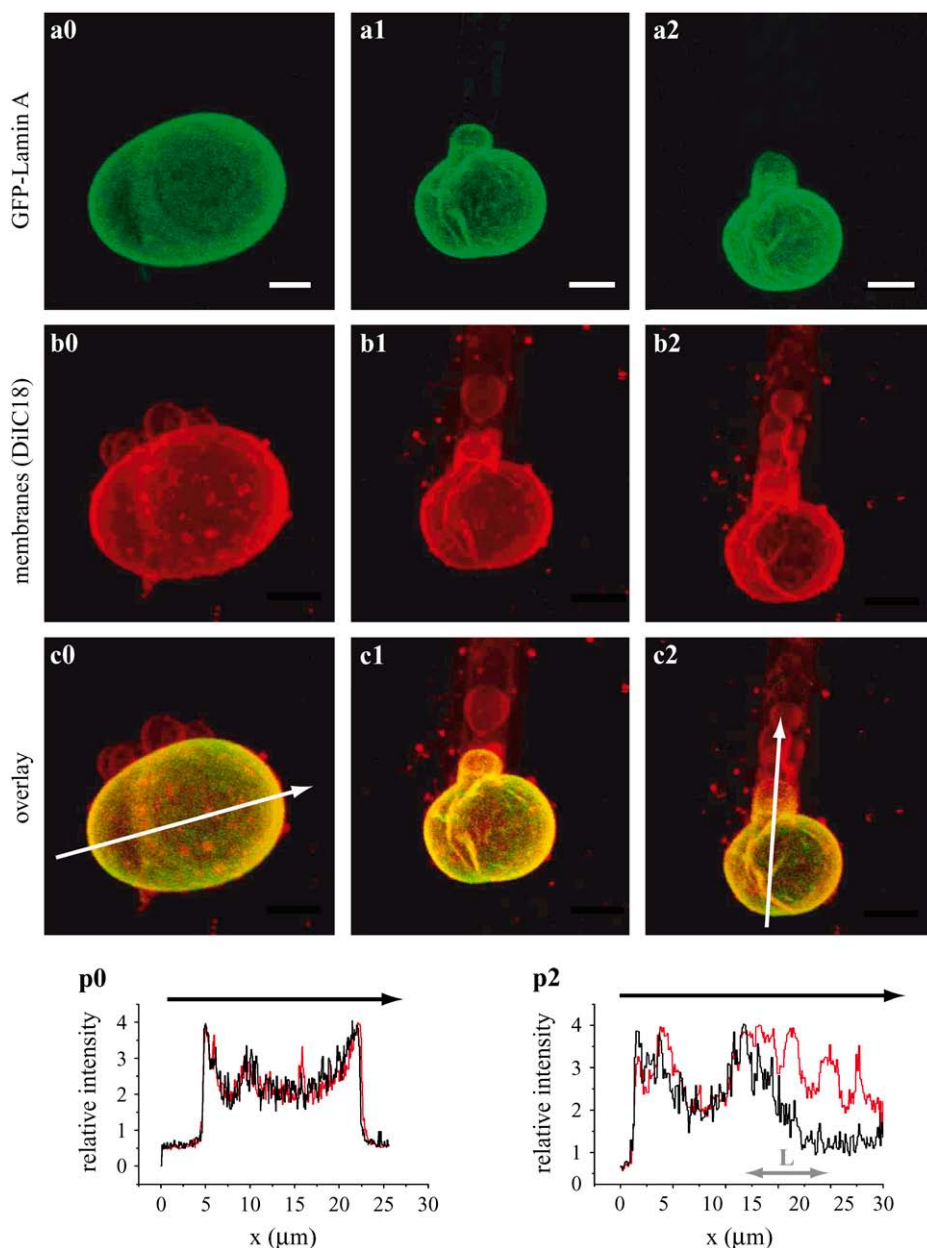 a0
a1
a2
GFP-Lamin A
b0
b1
b2
membranes (DiIC18)
c0
c1
c2
overlay
p0
relative intensity
4
3
2
1
0
0
5
10
15
20
25
30
x (μm)
p2
relative intensity
4
3
2
1
0
L
0
5
10
15
20
25
30
x (μm)